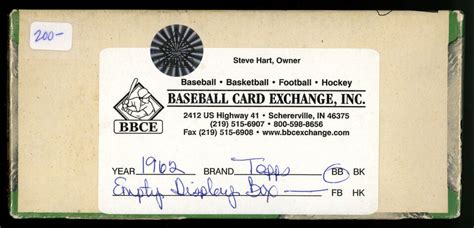 200-
Steve Hart, Owner
Baseball • Basketball • Football • Hockey
BASEBALL CARD EXCHANGE, INC.
BBCE
2412 US Highway 41 • Schererville, IN 46375
(219) 515-6907 • 800-598-8656
Fax (219) 515-6908 • www.bbcexchange.com
YEAR 1962 BRAND Topps BB BK
Empty Display Box FB HK